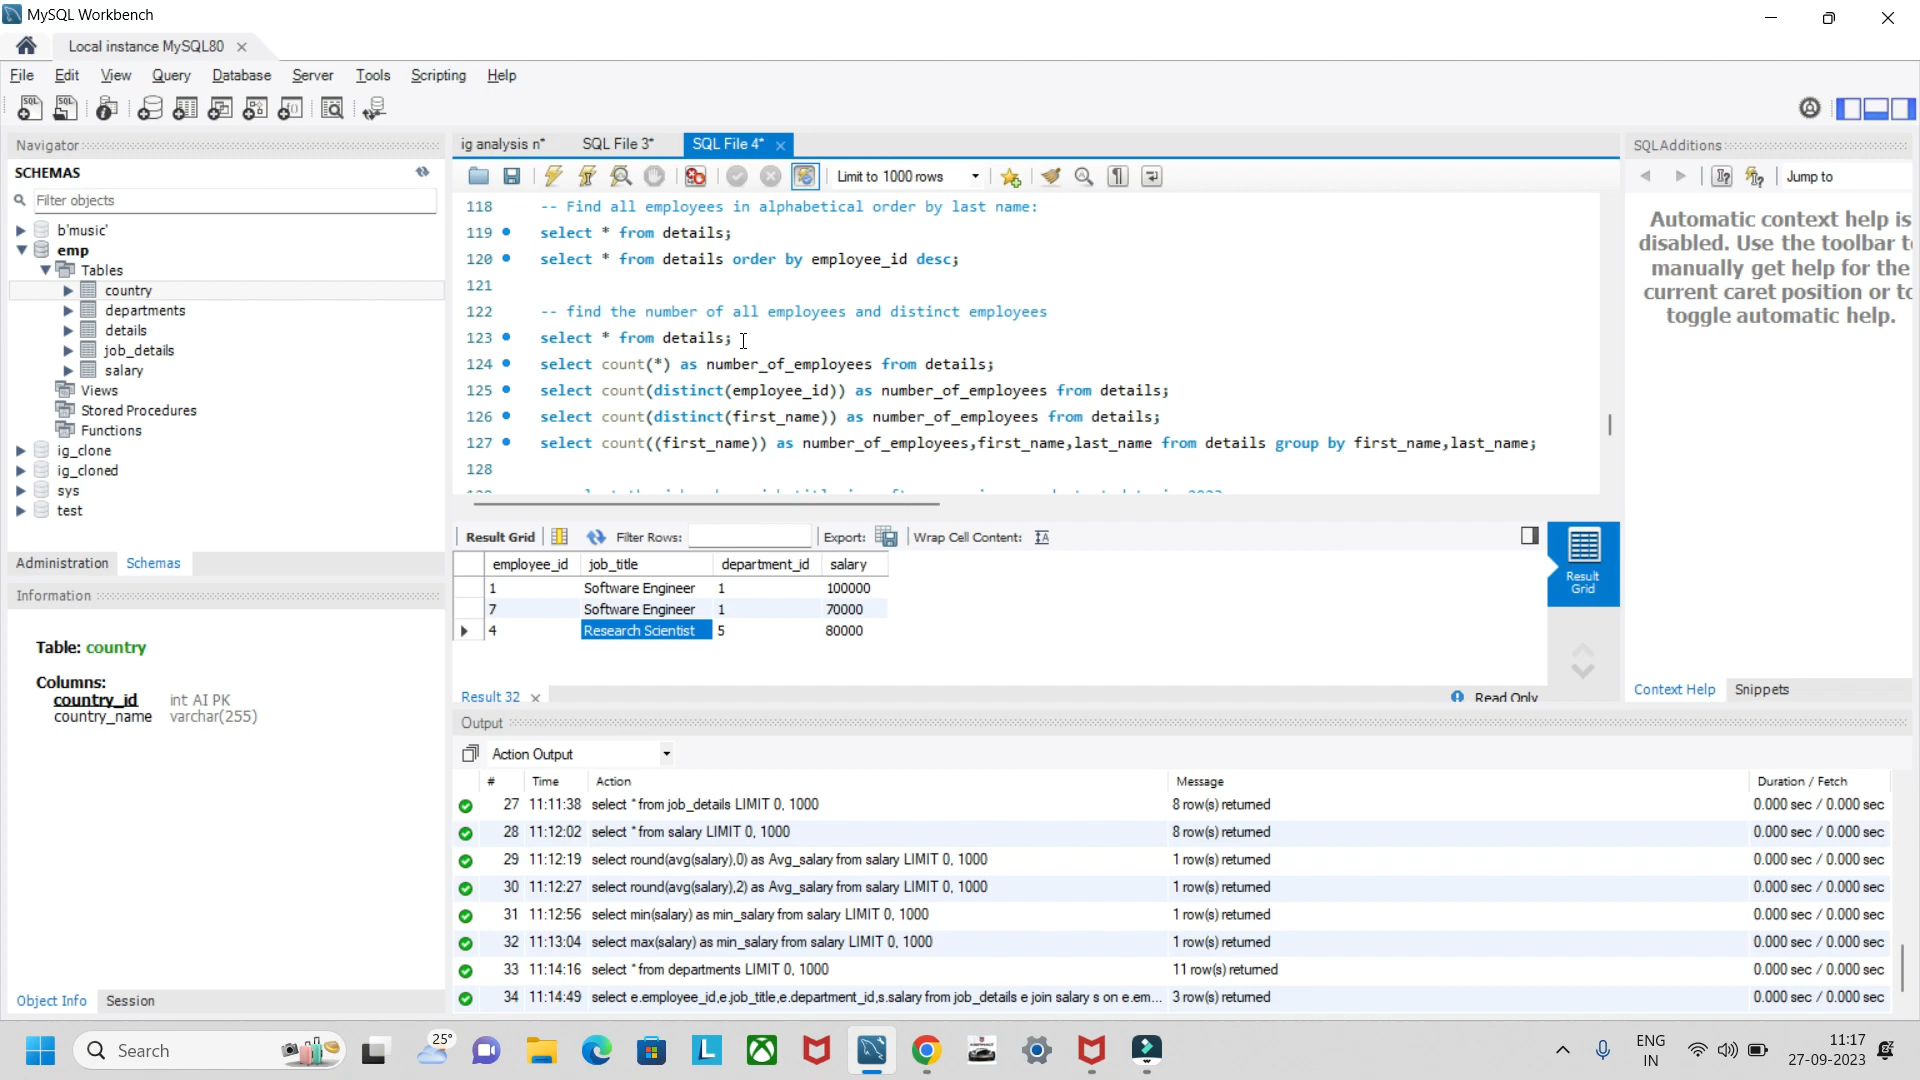 MySQL Workbench
Local instance MySQL80
File Edit View Query Database Server Tools Scripting Help
Navigator
SCHEMAS
Filter objects
b'music'
emp
Tables
country
departments
details
job_details
salary
Views
Stored Procedures
Functions
ig_clone
ig_cloned
sys
test
Administration Schemas
Information
Table: country
Columns:
country_id int AI PK
country_name varchar(255)
Object Info Session
ig analysis n* SQL File 3* SQL File 4*
Limit to 1000 rows
118 -- Find all employees in alphabetical order by last name:
119 select * from details;
120 select * from details order by employee_id desc;
121
122 -- find the number of all employees and distinct employees
123 select * from details;
124 select count(*) as number_of_employees from details;
125 select count(distinct(employee_id)) as number_of_employees from details;
126 select count(distinct(first_name)) as number_of_employees from details;
127 select count((first_name)) as number_of_employees,first_name,last_name from details group by first_name,last_name;
128
Result Grid Filter Rows: Export: Wrap Cell Content:
employee_id job_title department_id salary
1 Software Engineer 1 100000
7 Software Engineer 1 70000
4 Research Scientist 5 80000
Result Grid
Result 32 Read Only
SQLAdditions
Jump to
Automatic context help is
disabled. Use the toolbar to
manually get help for the
current caret position or to
toggle automatic help.
Context Help Snippets
Output
Action Output
# Time Action Message Duration / Fetch
27 11:11:38 select * from job_details LIMIT 0, 1000 8 row(s) returned 0.000 sec / 0.000 sec
28 11:12:02 select * from salary LIMIT 0, 1000 8 row(s) returned 0.000 sec / 0.000 sec
29 11:12:19 select round(avg(salary),0) as Avg_salary from salary LIMIT 0, 1000 1 row(s) returned 0.000 sec / 0.000 sec
30 11:12:27 select round(avg(salary),2) as Avg_salary from salary LIMIT 0, 1000 1 row(s) returned 0.000 sec / 0.000 sec
31 11:12:56 select min(salary) as min_salary from salary LIMIT 0, 1000 1 row(s) returned 0.000 sec / 0.000 sec
32 11:13:04 select max(salary) as min_salary from salary LIMIT 0, 1000 1 row(s) returned 0.000 sec / 0.000 sec
33 11:14:16 select * from departments LIMIT 0, 1000 11 row(s) returned 0.000 sec / 0.000 sec
34 11:14:49 select e.employee_id,e.job_title,e.department_id,s.salary from job_details e join salary s on e.em... 3 row(s) returned 0.000 sec / 0.000 sec
Search
25°
ENG
IN
11:17
27-09-2023